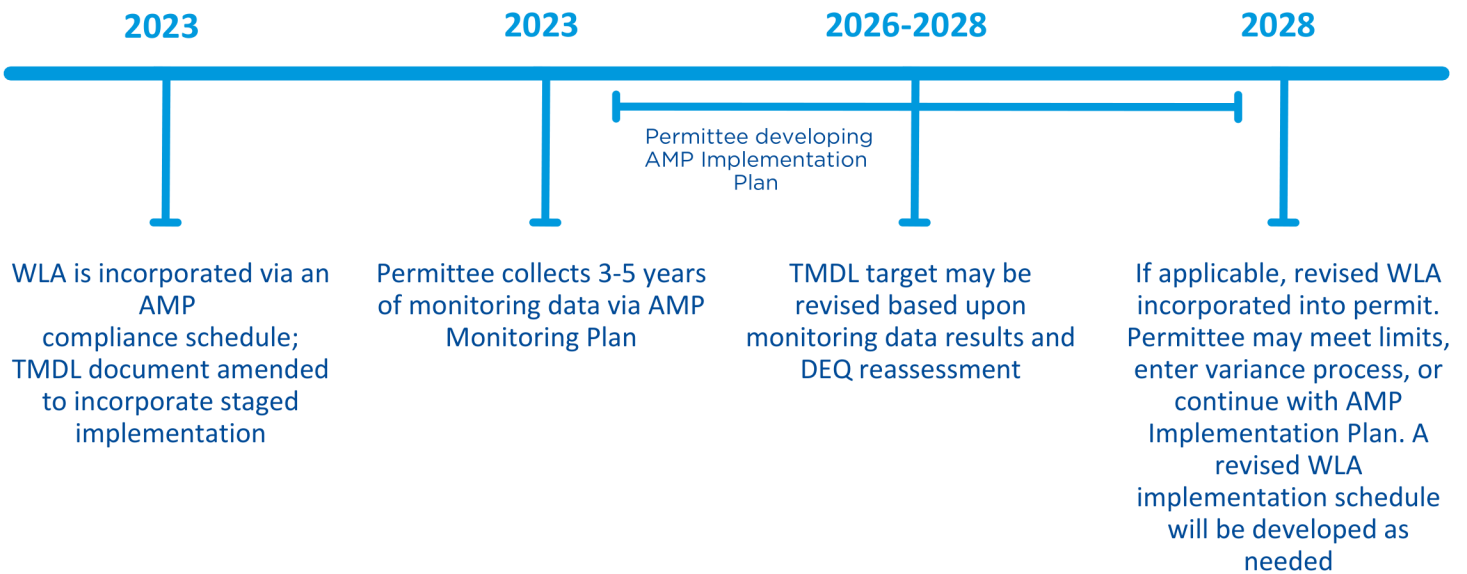 2023
2023
2026-2028
2028
Permittee developing
AMP Implementation
Plan
WLA is incorporated via an
AMP
compliance schedule;
TMDL document amended
to incorporate staged
implementation
Permittee collects 3-5 years
of monitoring data via AMP
Monitoring Plan
TMDL target may be
revised based upon
monitoring data results and
DEQ reassessment
If applicable, revised WLA
incorporated into permit.
Permittee may meet limits,
enter variance process, or
continue with AMP
Implementation Plan. A
revised WLA
implementation schedule
will be developed as
needed